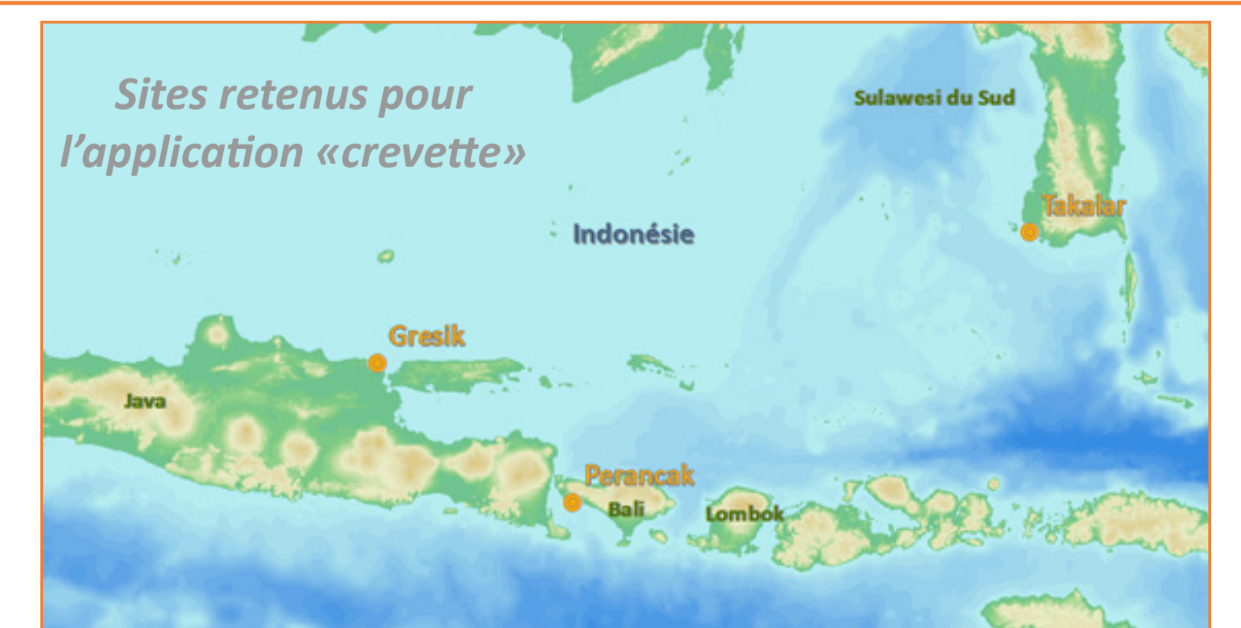 Sites retenus pour
l’application «crevette»
Sulawesi du Sud
Takalar
Indonésie
Gresik
Java
Perancak
Bali
Lombok